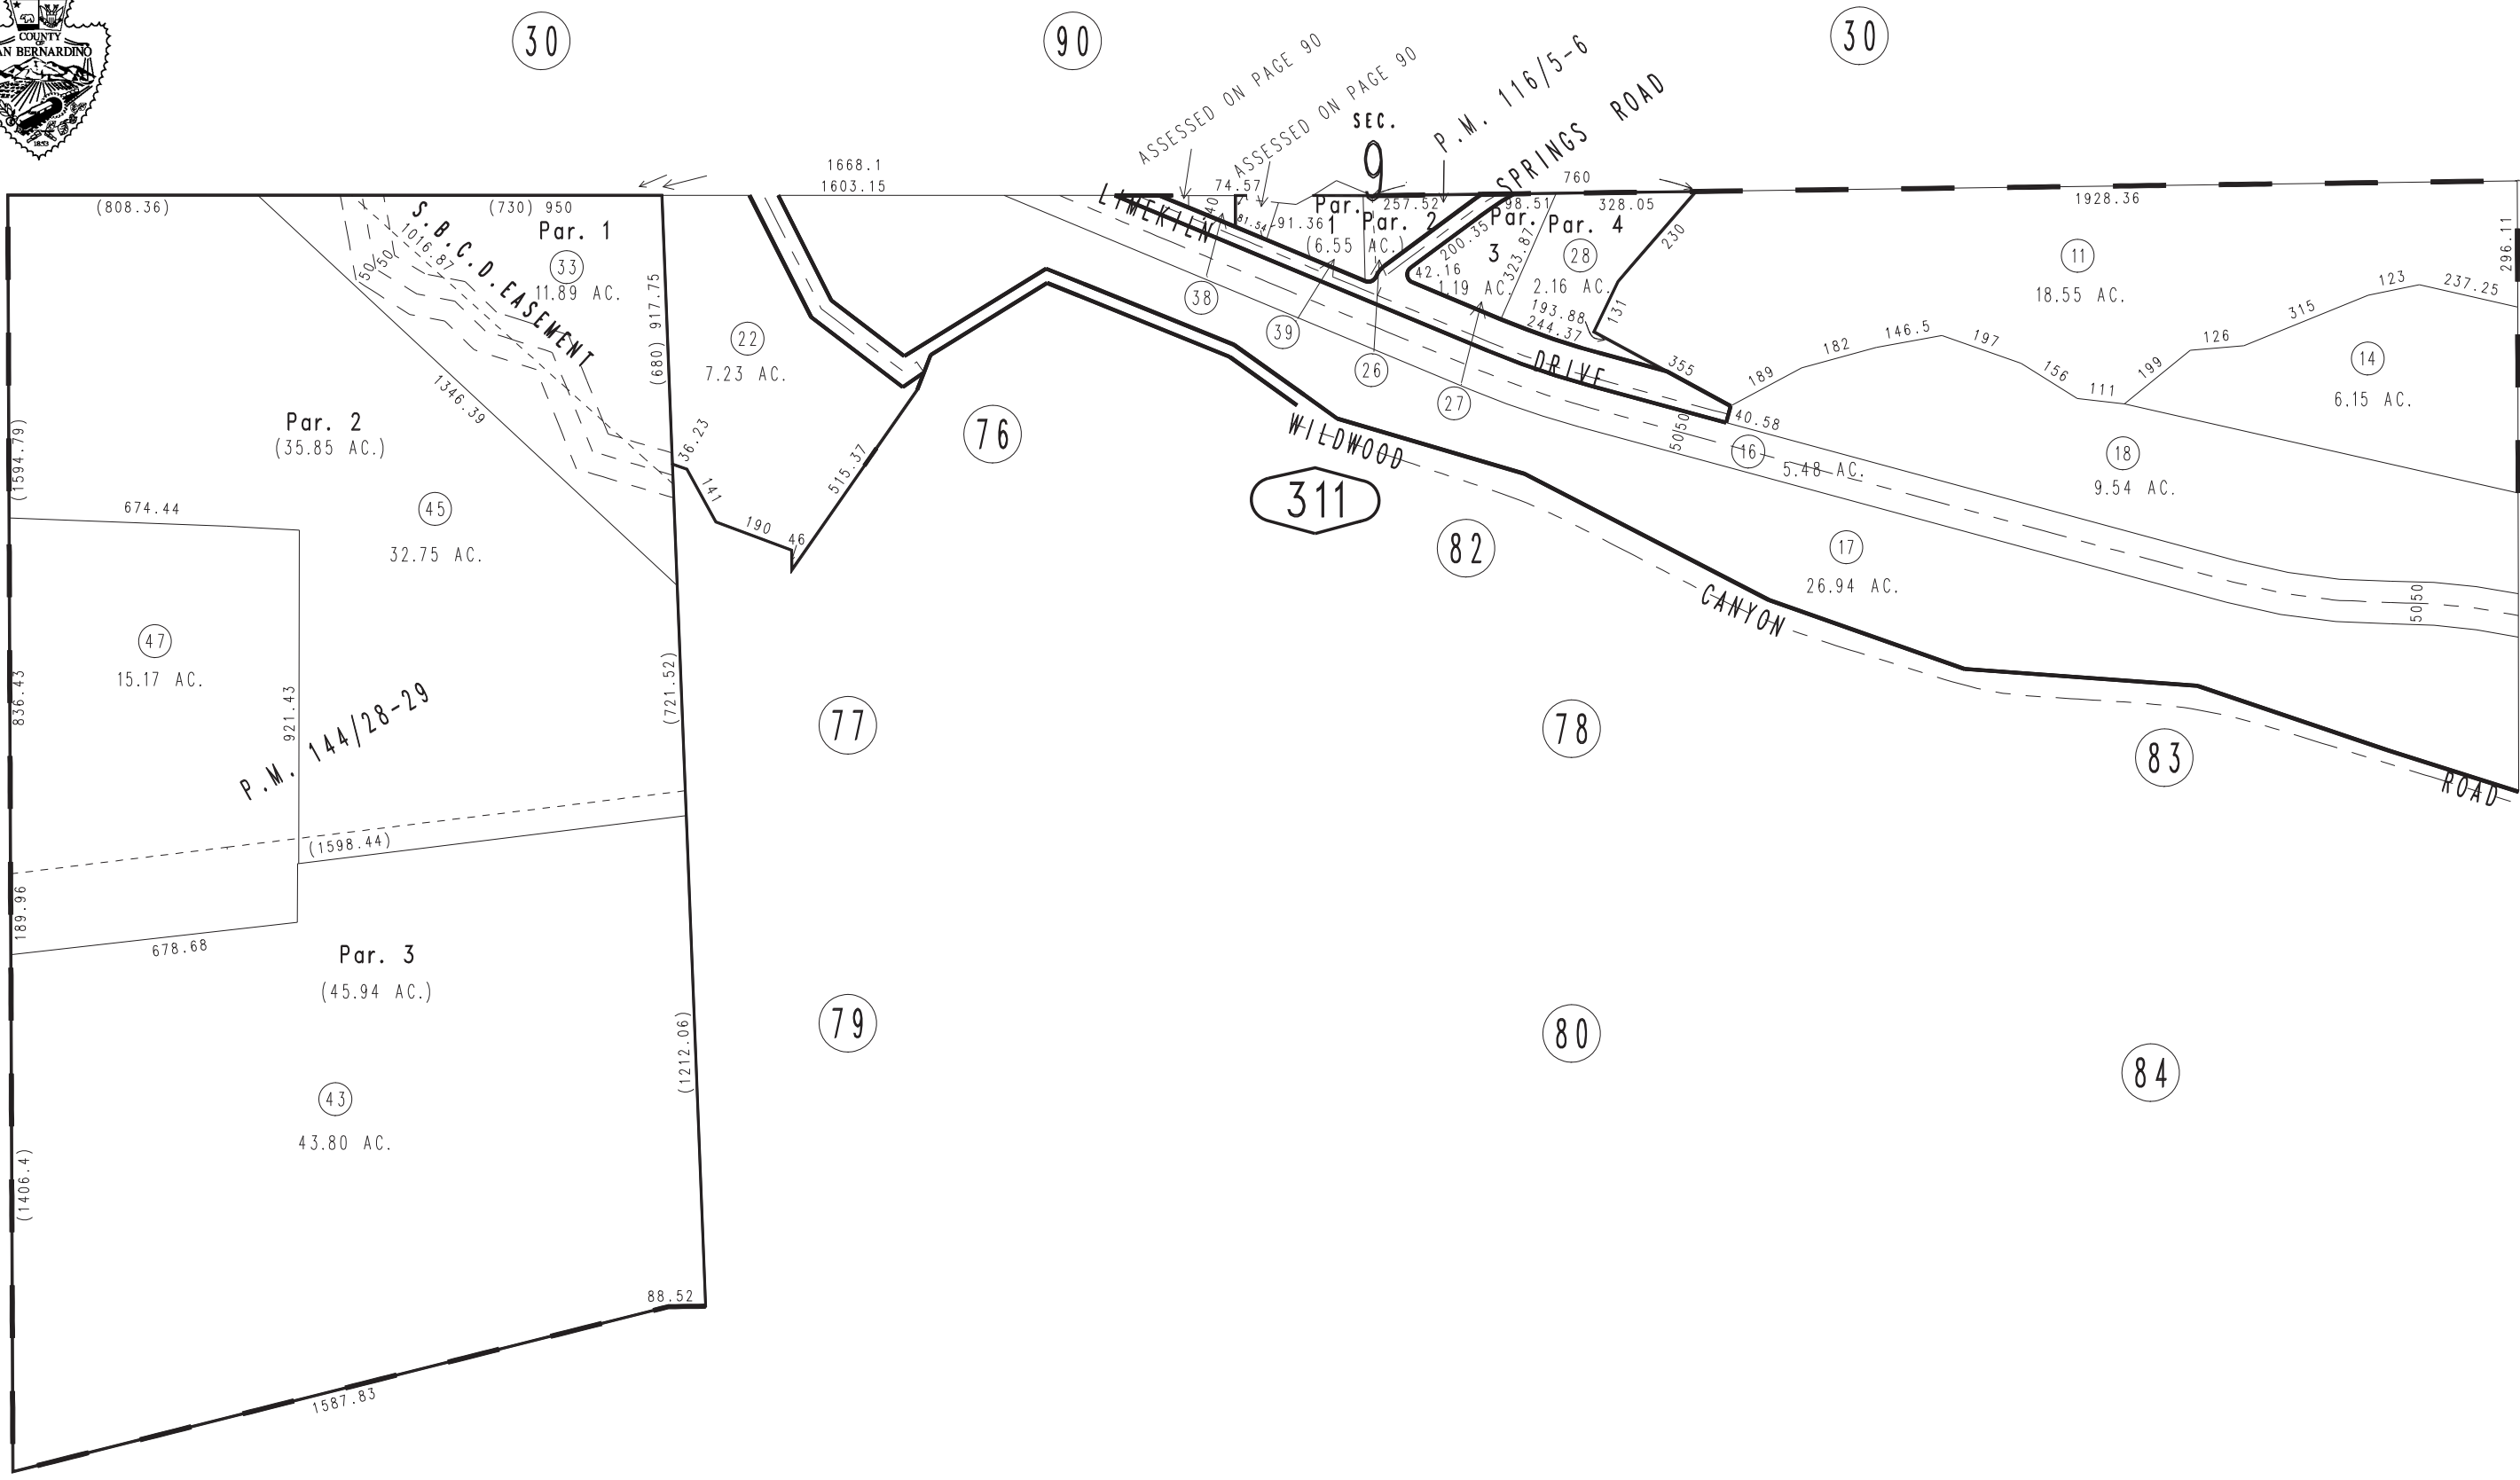 COUNTY
OF
AN BERNARDINO
1853
30
90
30
ASSESSED ON PAGE 90
ASSESSED ON PAGE 90
SEC.
9
P.M. 116/5-6
SPRINGS ROAD
1668.1
1603.15
74.57
760
(808.36)
(730) 950
257.52
98.51
328.05
1928.36
296.11
S.B.C.D.EASEMENT
1016.87
50
50
Par. 1
33
11.89 AC.
(680) 917.75
LIMEKILN
40
81.54
91.36
Par.
1
Par. 2
(6.55 AC.)
200.35
Par.
3
323.87
Par. 4
28
2.16 AC.
42.16
1.19 AC.
193.88
244.37
230
131
11
18.55 AC.
123
237.25
315
126
199
111
156
197
146.5
182
189
14
6.15 AC.
22
7.23 AC.
38
39
26
27
DRIVE
355
40.58
1346.39
Par. 2
(35.85 AC.)
(1594.79)
36.23
141
190
46
515.37
76
WILDWOOD
311
5050
16
5.48 AC.
18
9.54 AC.
674.44
45
32.75 AC.
82
17
26.94 AC.
5050
CANYON
47
15.17 AC.
836.43
921.43
P.M. 144/28-29
(721.52)
77
78
83
ROAD
(1598.44)
189.96
678.68
Par. 3
(45.94 AC.)
79
80
84
(1212.06)
43
43.80 AC.
(1406.4)
88.52
1587.83